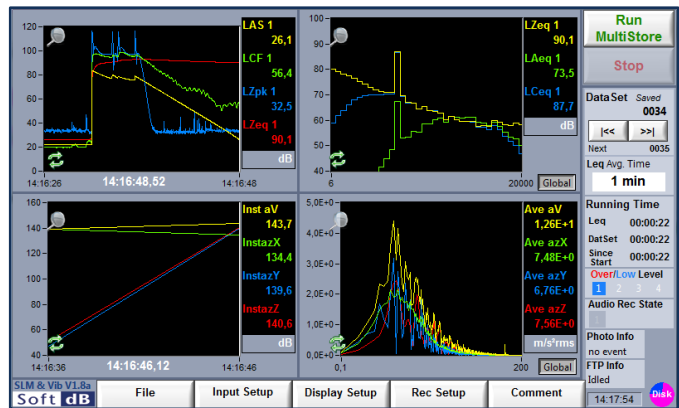 120-
100-
80-
60-
40-
20-
0-
14:16:26
14:16:48,52
14:16:48
LAS 1
26,1
LCF 1
56,4
LZpk 1
32,5
LZeq 1
90,1
dB
100-
90-
80-
70-
60-
50-
40-
6
20000
Global
LZeq 1
90,1
LAeq 1
73,5
LCeq 1
87,7
dB
160-
140-
120-
100-
80-
60-
40-
14:16:36
14:16:46,12
14:16:46
Inst aV
143,7
InstazX
134,4
InstazY
139,6
InstazZ
140,6
dB
5,0E+0-
4,0E+0-
3,0E+0-
2,0E+0-
1,0E+0-
0,0E+0-
0,1
200
Global
Ave aV
1,26E+1
Ave azX
7,48E+0
Ave azY
6,76E+0
Ave azZ
7,56E+0
m/s²rms
Run
MultiStore
Stop
DataSet Saved
0034
|<< >>|
Next 0035
Leq Avg. Time
1 min
Running Time
Leq 00:00:22
DatSet 00:00:22
Since
Start 00:00:22
Over/Low Level
1 2 3 4
Audio Rec State
1
Photo Info
no event
FTP Info
Idled
14:17:54 Disk
SLM & Vib V1.8a
Soft dB
File
Input Setup
Display Setup
Rec Setup
Comment